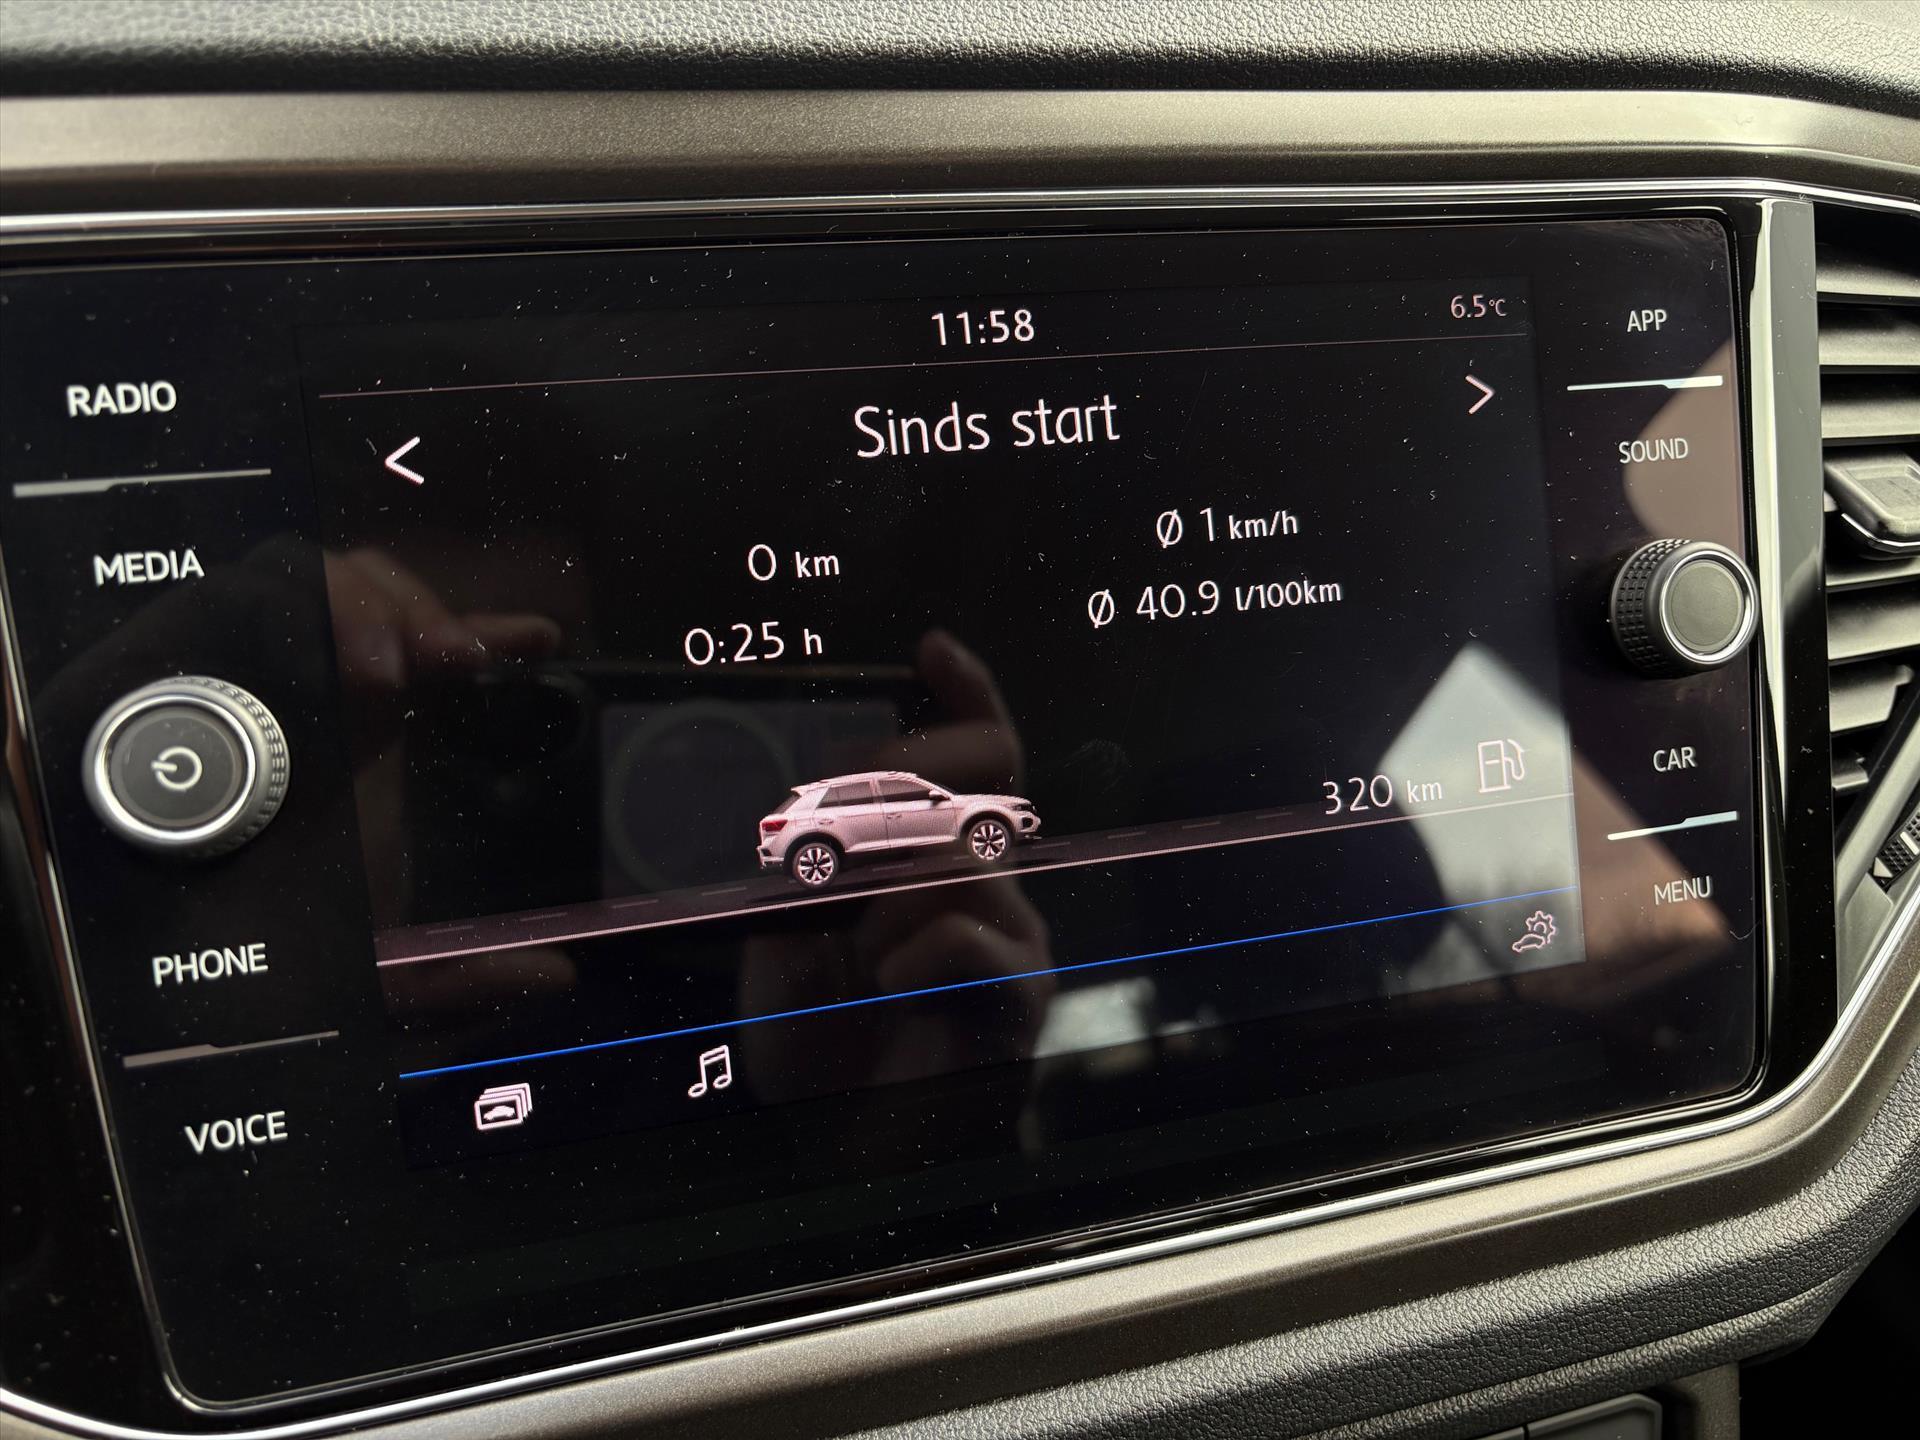 11:58
6.5°C
APP
RADIO
Sinds start
SOUND
0 km
Ø 1 km/h
MEDIA
0:25 h
Ø 40.9 l/100km
320 km
CAR
MENU
PHONE
VOICE